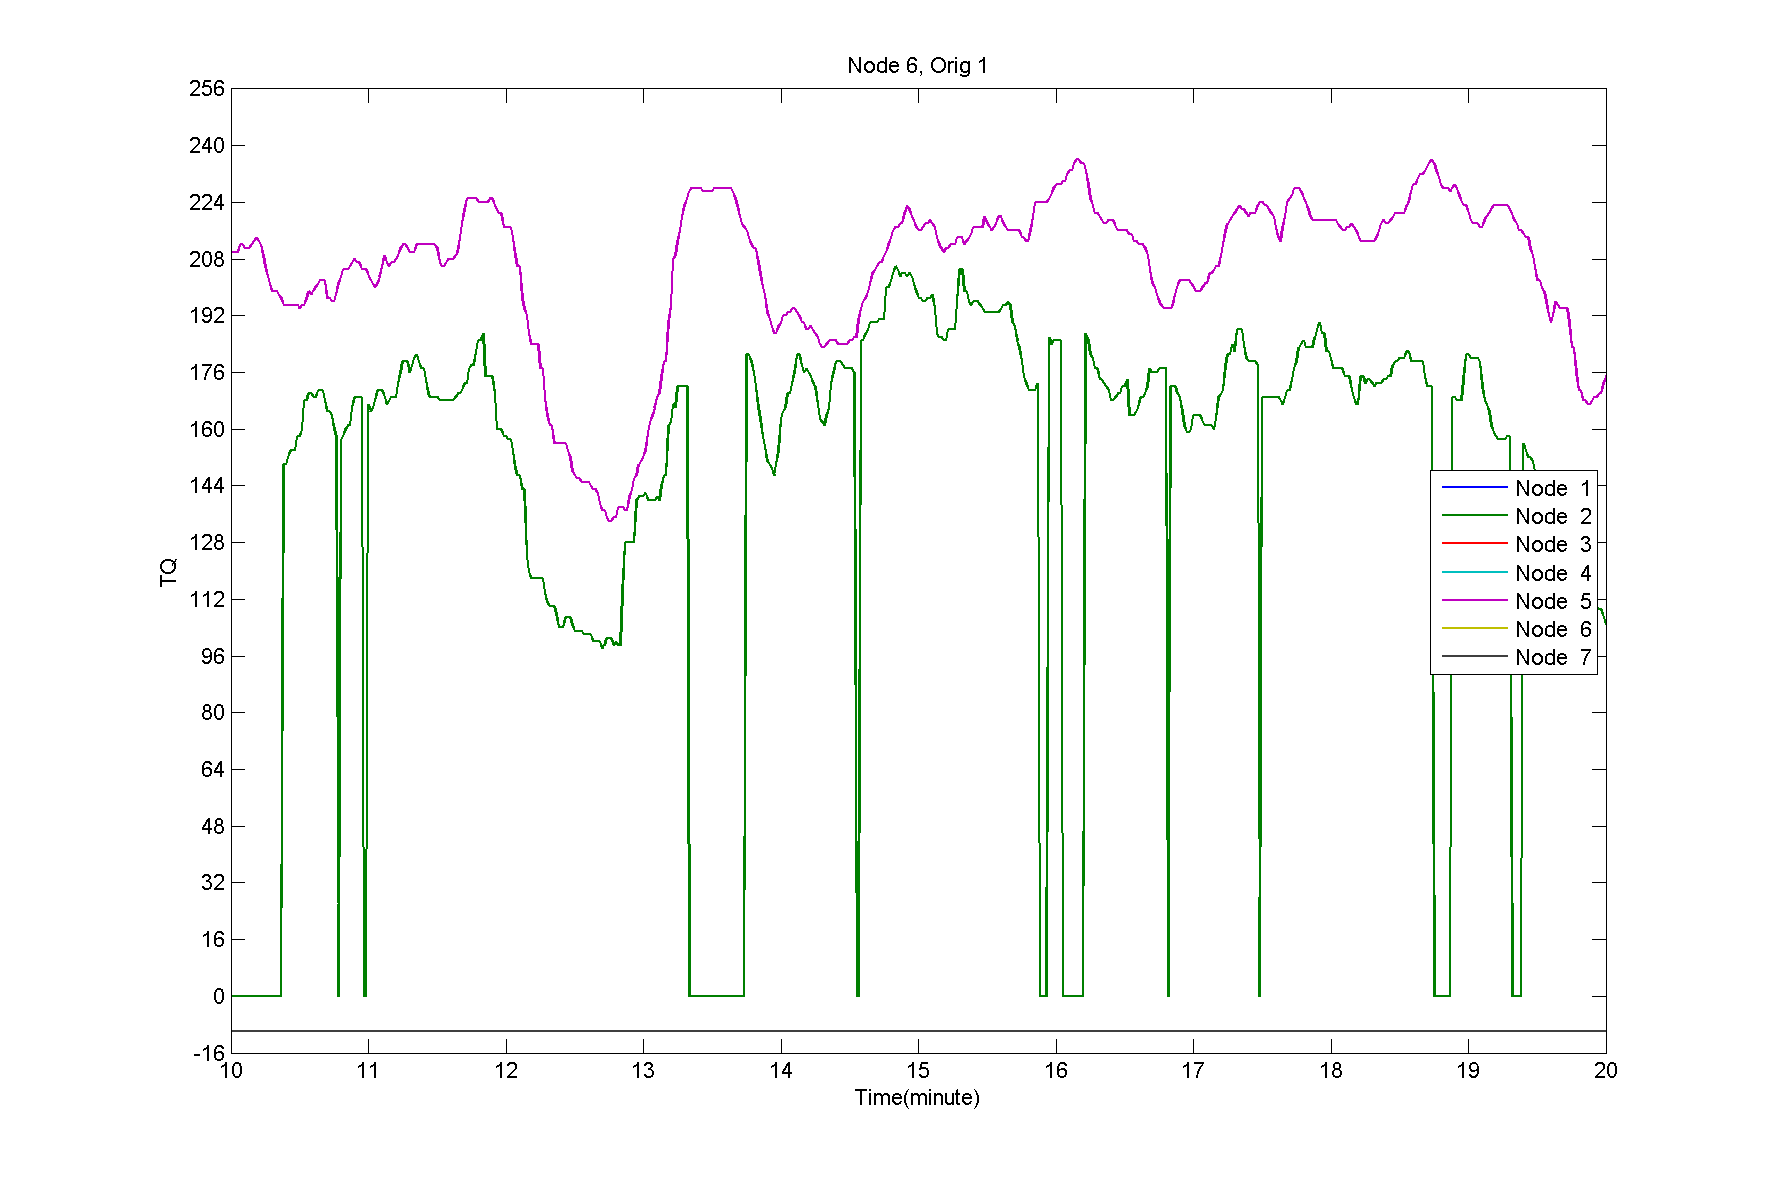 Node 6, Orig 1
256
240
224
208
192
176
160
144
128
112
96
80
64
48
32
16
0
-16
TQ
Node 1
Node 2
Node 3
Node 4
Node 5
Node 6
Node 7
10 11 12 13 14 15 16 17 18 19 20
Time(minute)